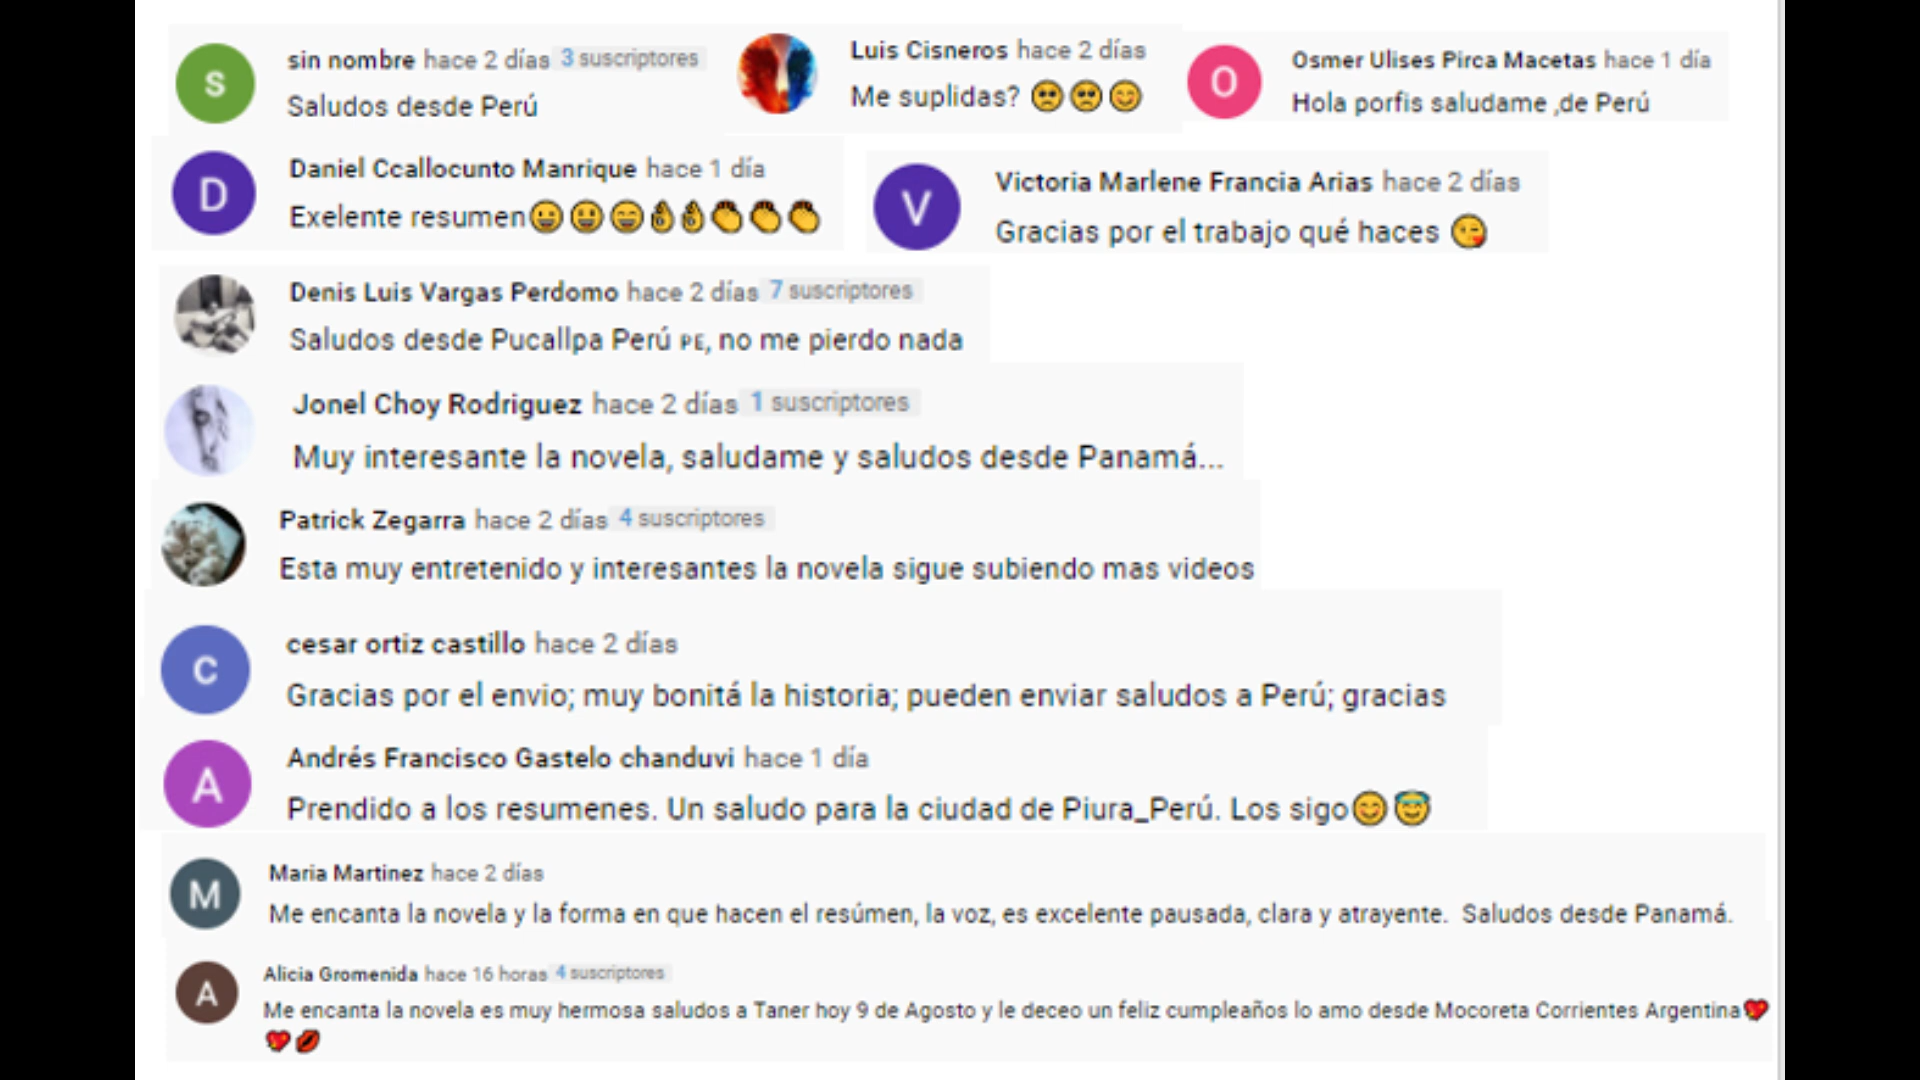 S
sin nombre hace 2 días 3 suscriptores
Saludos desde Perú
Luis Cisneros hace 2 días
Me suplidas? 🥺🥺😊
O
Osmer Ulises Pirca Macetas hace 1 día
Hola porfis saludame ,de Perú
D
Daniel Ccallocunto Manrique hace 1 día
Exelente resumen😀😃😄👌👌👏👏👏
V
Victoria Marlene Francia Arias hace 2 días
Gracias por el trabajo qué haces 😘
Denis Luis Vargas Perdomo hace 2 días 7 suscriptores
Saludos desde Pucallpa Perú PE, no me pierdo nada
Jonel Choy Rodriguez hace 2 días 1 suscriptores
Muy interesante la novela, saludame y saludos desde Panamá...
Patrick Zegarra hace 2 días 4 suscriptores
Esta muy entretenido y interesantes la novela sigue subiendo mas videos
C
cesar ortiz castillo hace 2 días
Gracias por el envio; muy bonitá la historia; pueden enviar saludos a Perú; gracias
A
Andrés Francisco Gastelo chanduvi hace 1 día
Prendido a los resumenes. Un saludo para la ciudad de Piura_Perú. Los sigo😊😇
M
Maria Martinez hace 2 días
Me encanta la novela y la forma en que hacen el resúmen, la voz, es excelente pausada, clara y atrayente. Saludos desde Panamá.
A
Alicia Gromenida hace 16 horas 4 suscriptores
Me encanta la novela es muy hermosa saludos a Taner hoy 9 de Agosto y le deceo un feliz cumpleaños lo amo desde Mocoreta Corrientes Argentina💖
💖💋